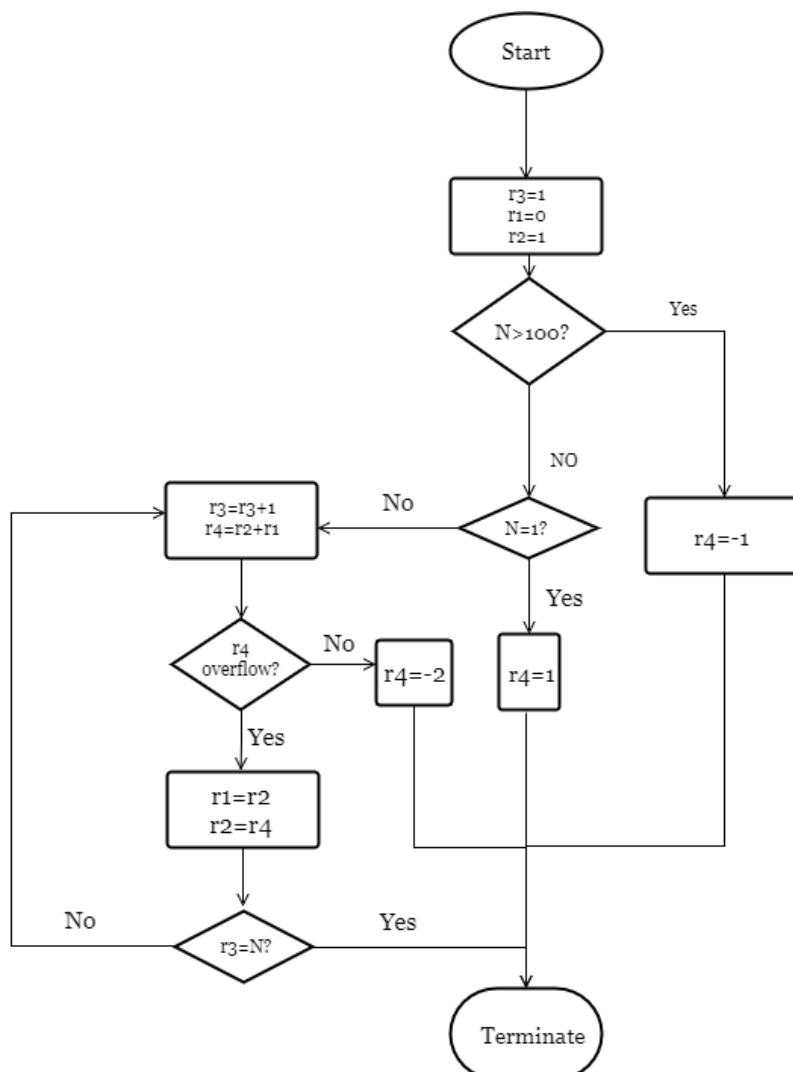 Start
r3=1
r1=0
r2=1
N>100?
Yes
NO
r3=r3+1
r4=r2+r1
No
N=1?
r4=-1
Yes
r4
overflow?
No
r4=-2
r4=1
Yes
r1=r2
r2=r4
No
r3=N?
Yes
Terminate